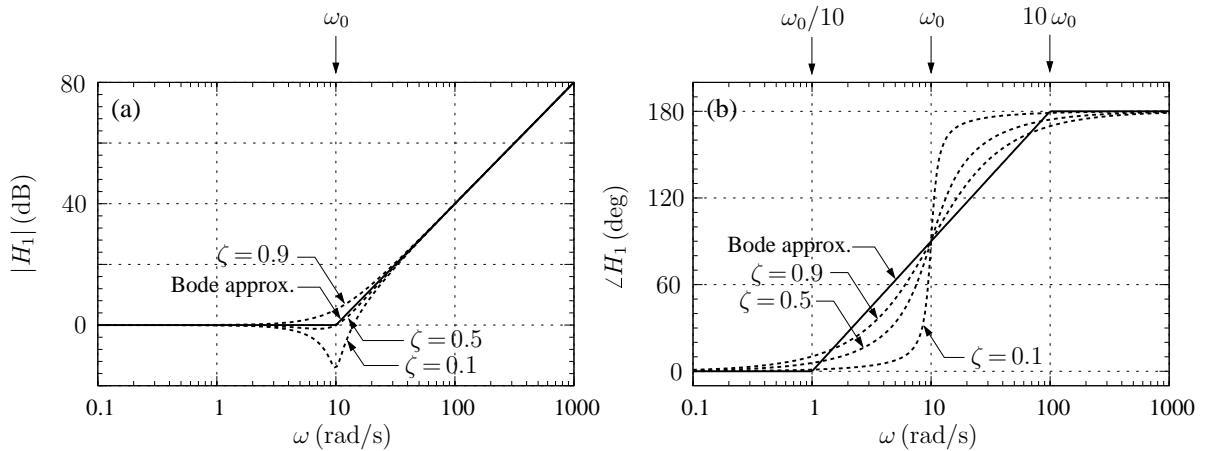 ω₀
(a)
|H₁| (dB)
80
40
0
ζ = 0.9
Bode approx.
ζ = 0.5
ζ = 0.1
0.1 1 10 100 1000
ω (rad/s)
ω₀/10 ω₀ 10 ω₀
(b)
∠H₁ (deg)
180
120
60
0
Bode approx.
ζ = 0.9
ζ = 0.5
ζ = 0.1
0.1 1 10 100 1000
ω (rad/s)